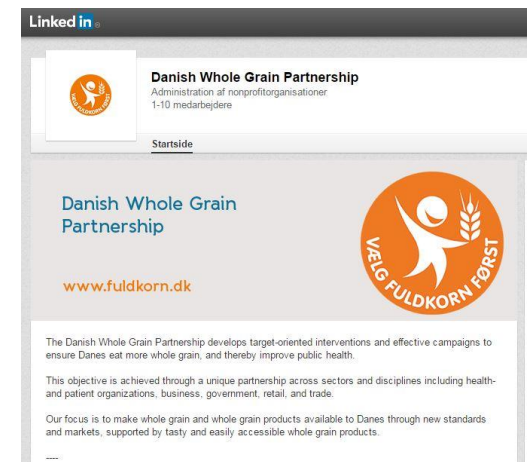 Linked in ®
Danish Whole Grain Partnership
Administration af nonprofitorganisationer
1-10 medarbejdere
VÆLG FULDKORN FØRST
Startside
Danish Whole Grain
Partnership
www.fuldkorn.dk
VÆLG FULDKORN FØRST
The Danish Whole Grain Partnership develops target-oriented interventions and effective campaigns to
ensure Danes eat more whole grain, and thereby improve public health.
This objective is achieved through a unique partnership across sectors and disciplines including health-
and patient organizations, business, government, retail, and trade.
Our focus is to make whole grain and whole grain products available to Danes through new standards
and markets, supported by tasty and easily accessible whole grain products.
----